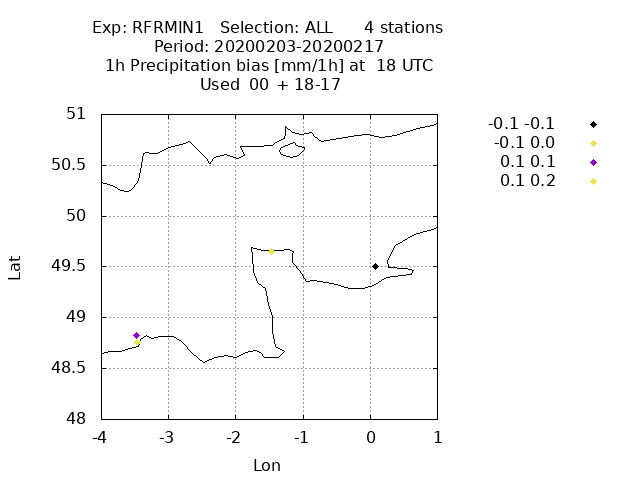 Exp: RFRMIN1 Selection: ALL 4 stations
Period: 20200203-20200217
1h Precipitation bias [mm/1h] at 18 UTC
Used 00 + 18-17
-0.1 -0.1
-0.1 0.0
0.1 0.1
0.1 0.2
51
50.5
50
49.5
49
48.5
48
Lat
-4 -3 -2 -1 0 1
Lon